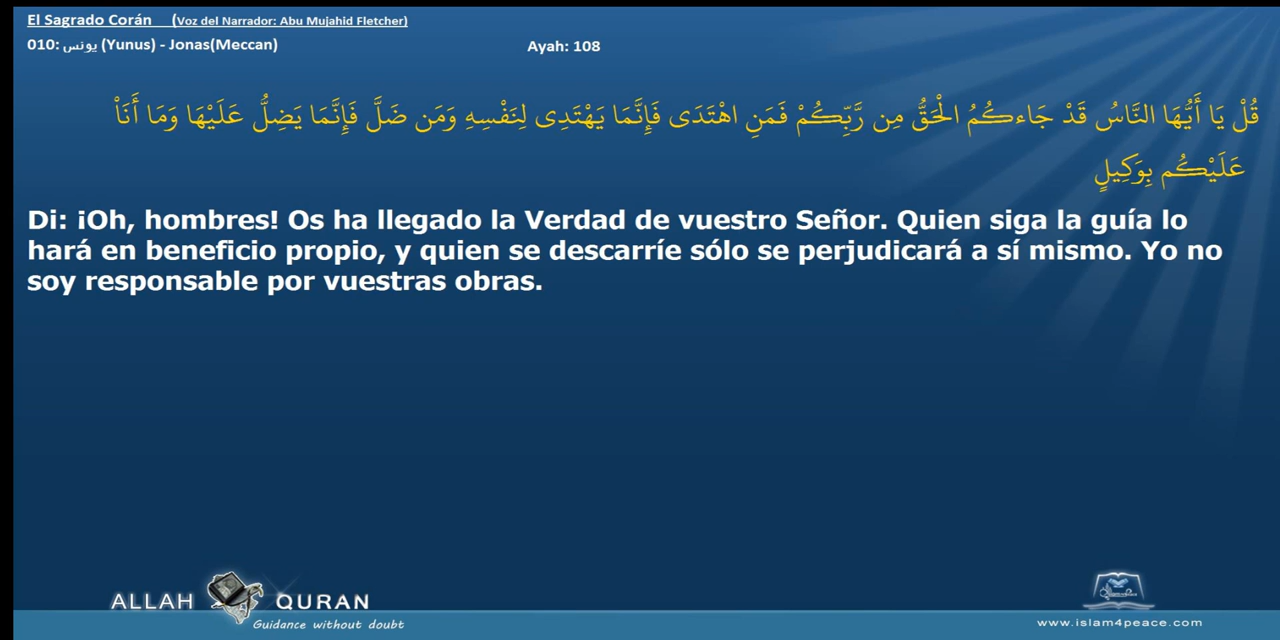 El Sagrado Corán (Voz del Narrador: Abu Mujahid Fletcher)
010: يونس (Yunus) - Jonas(Meccan) Ayah: 108
قُلْ يَا أَيُّهَا النَّاسُ قَدْ جَاءكُمُ الْحَقُّ مِن رَّبِّكُمْ فَمَنِ اهْتَدَى فَإِنَّمَا يَهْتَدِى لِنَفْسِهِ وَمَن ضَلَّ فَإِنَّمَا يَضِلُّ عَلَيْهَا وَمَا أَنَاْ
عَلَيْكُم بِوَكِيلٍ
Di: ¡Oh, hombres! Os ha llegado la Verdad de vuestro Señor. Quien siga la guía lo
hará en beneficio propio, y quien se descarríe sólo se perjudicará a sí mismo. Yo no
soy responsable por vuestras obras.
ALLAH QURAN
Guidance without doubt
www.islam4peace.com